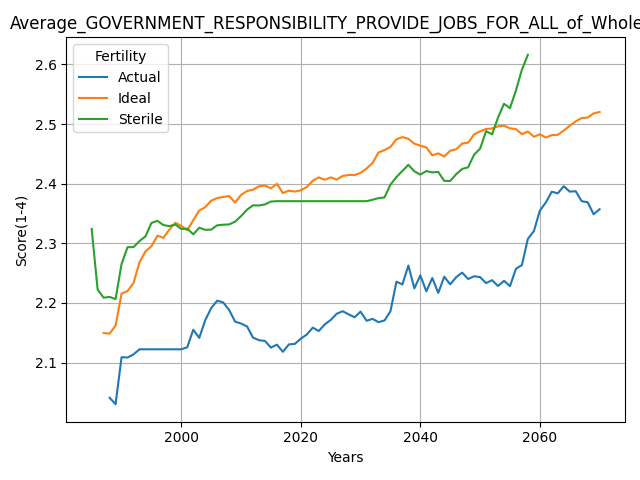 Average_GOVERNMENT_RESPONSIBILITY_PROVIDE_JOBS_FOR_ALL_of_Whole
Fertility
Actual
Ideal
Sterile
2.6
2.5
2.4
2.3
2.2
2.1
Score(1-4)
2000 2020 2040 2060
Years